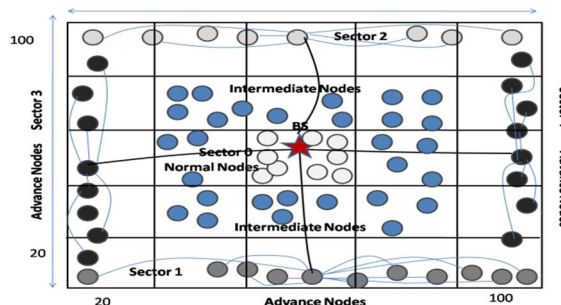 100
Sector 2
Intermediate Nodes
BS
Sector 0
Normal Nodes
Advance Nodes Sector 3
Intermediate Nodes
20
Sector 1
20
Advance Nodes
100